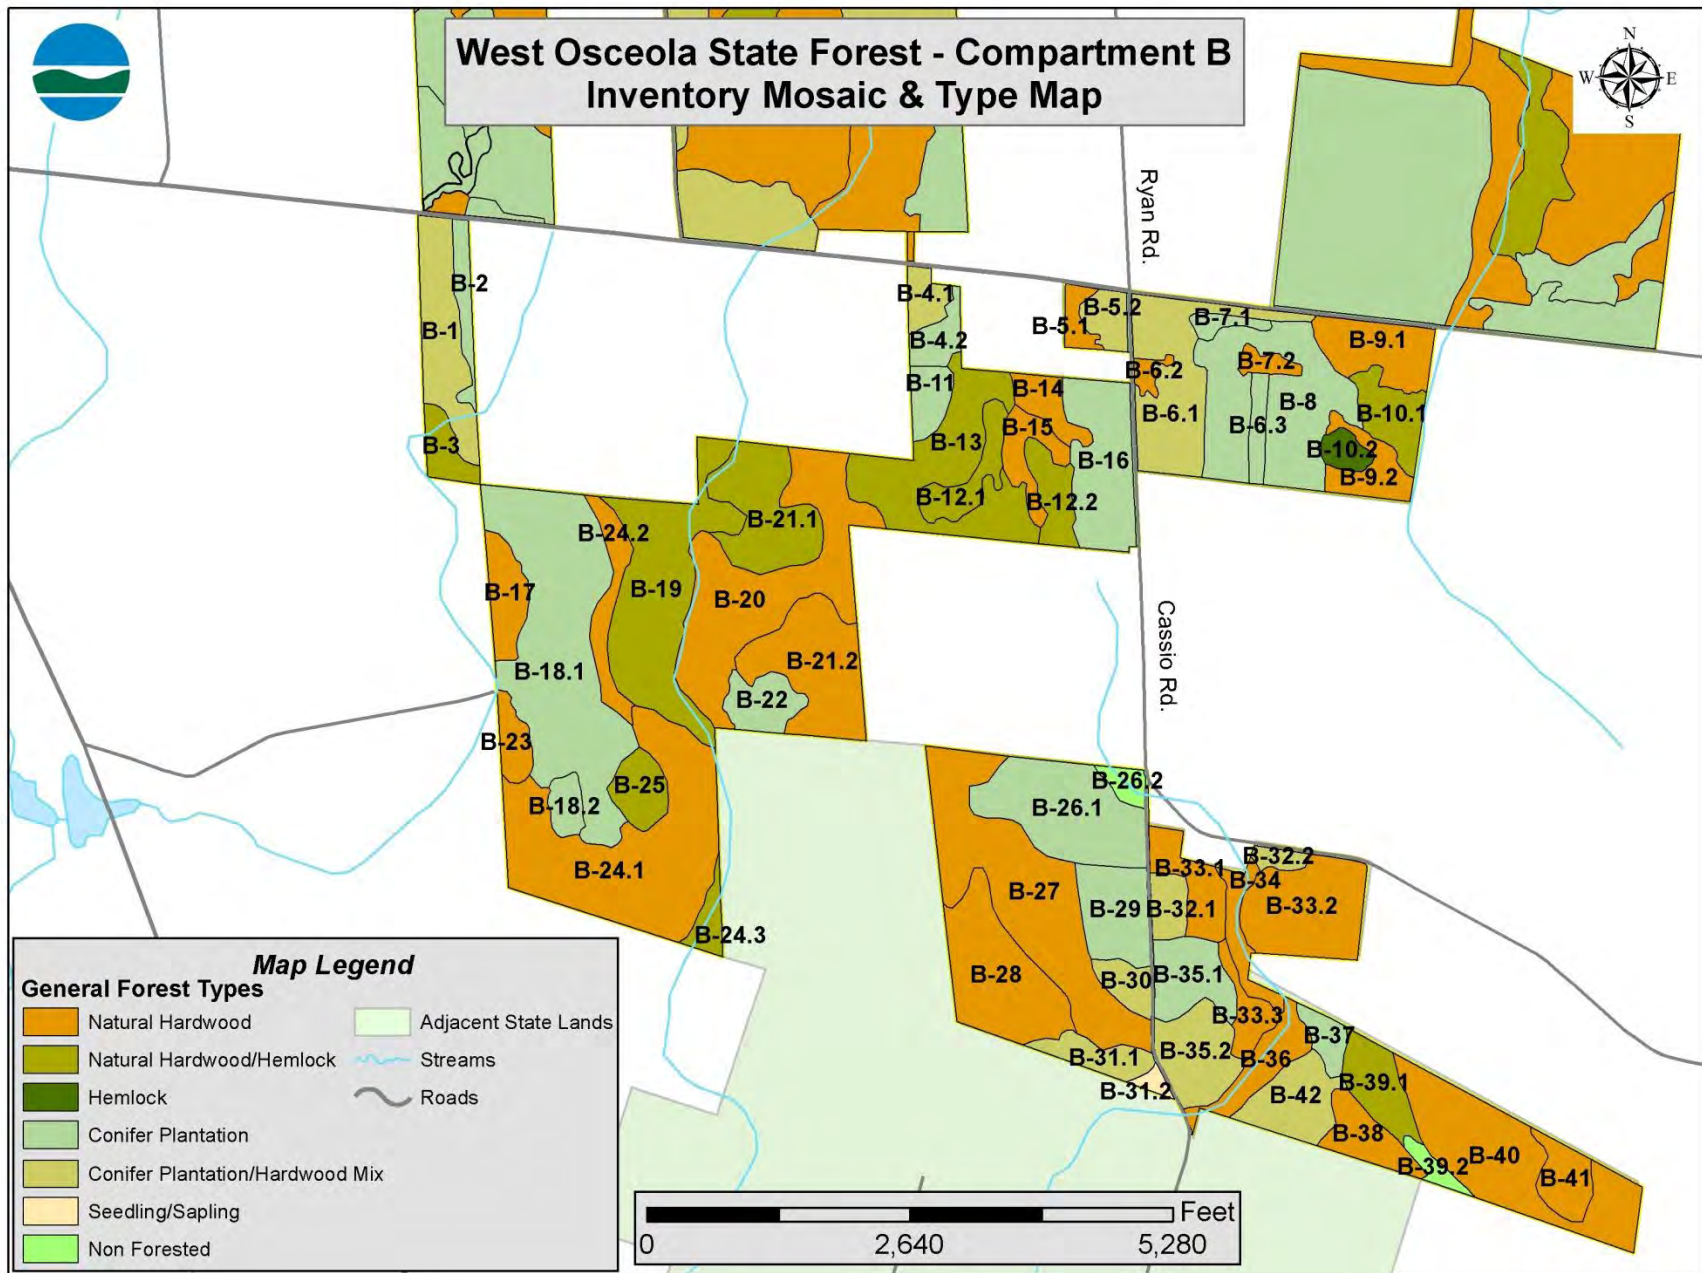 West Osceola State Forest - Compartment B
Inventory Mosaic & Type Map
N
W E
S
Ryan Rd.
B-2
B-1
B-3
B-4.1
B-4.2
B-5.2
B-5.1
B-7.1
B-9.1
B-6.2
B-7.2
B-11
B-14
B-8
B-6.1
B-6.3
B-10.1
B-13
B-15
B-16
B-10.2
B-9.2
B-12.1
B-12.2
B-21.1
B-24.2
B-17
B-19
B-20
Cassio Rd.
B-18.1
B-21.2
B-22
B-23
B-25
B-18.2
B-24.1
B-24.3
B-26.2
B-26.1
B-27
B-33.1
B-32.2
B-34
B-29
B-32.1
B-33.2
B-28
B-30
B-35.1
B-33.3
B-37
B-31.1
B-35.2
B-36
B-31.2
B-42
B-39.1
B-38
B-39.2
B-40
B-41
Map Legend
General Forest Types
Natural Hardwood
Natural Hardwood/Hemlock
Hemlock
Conifer Plantation
Conifer Plantation/Hardwood Mix
Seedling/Sapling
Non Forested
Adjacent State Lands
Streams
Roads
Feet
0 2,640 5,280